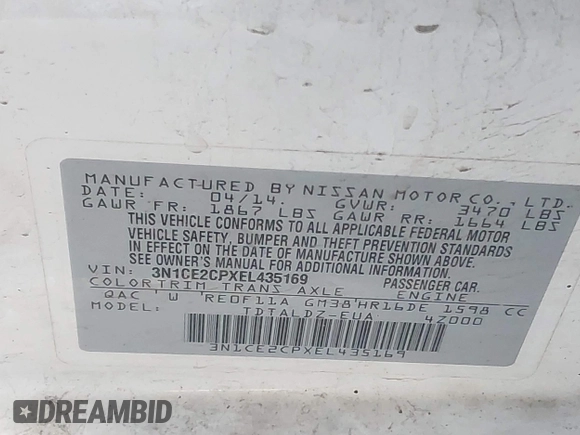 MANUFACTURED BY NISSAN MOTOR CO., LTD.
DATE: 04/14. GVWR: 3470 LBS
GAWR FR: 1867 LBS GAWR RR: 1664 LBS
THIS VEHICLE CONFORMS TO ALL APPLICABLE FEDERAL MOTOR
VEHICLE SAFETY, BUMPER AND THEFT PREVENTION STANDARDS
IN EFFECT ON THE DATE OF MANUFACTURE SHOWN ABOVE.
SEE OWNER'S MANUAL FOR ADDITIONAL INFORMATION.
VIN: 3N1CE2CPXEL435169 PASSENGER CAR.
COLOR TRIM TRANS AXLE ENGINE
QAC W RE0F11A GM38 HR16DE 1598 CC
TDTALDZ-EUA 4Z000
3N1CE2CPXEL435169
DREAMBID